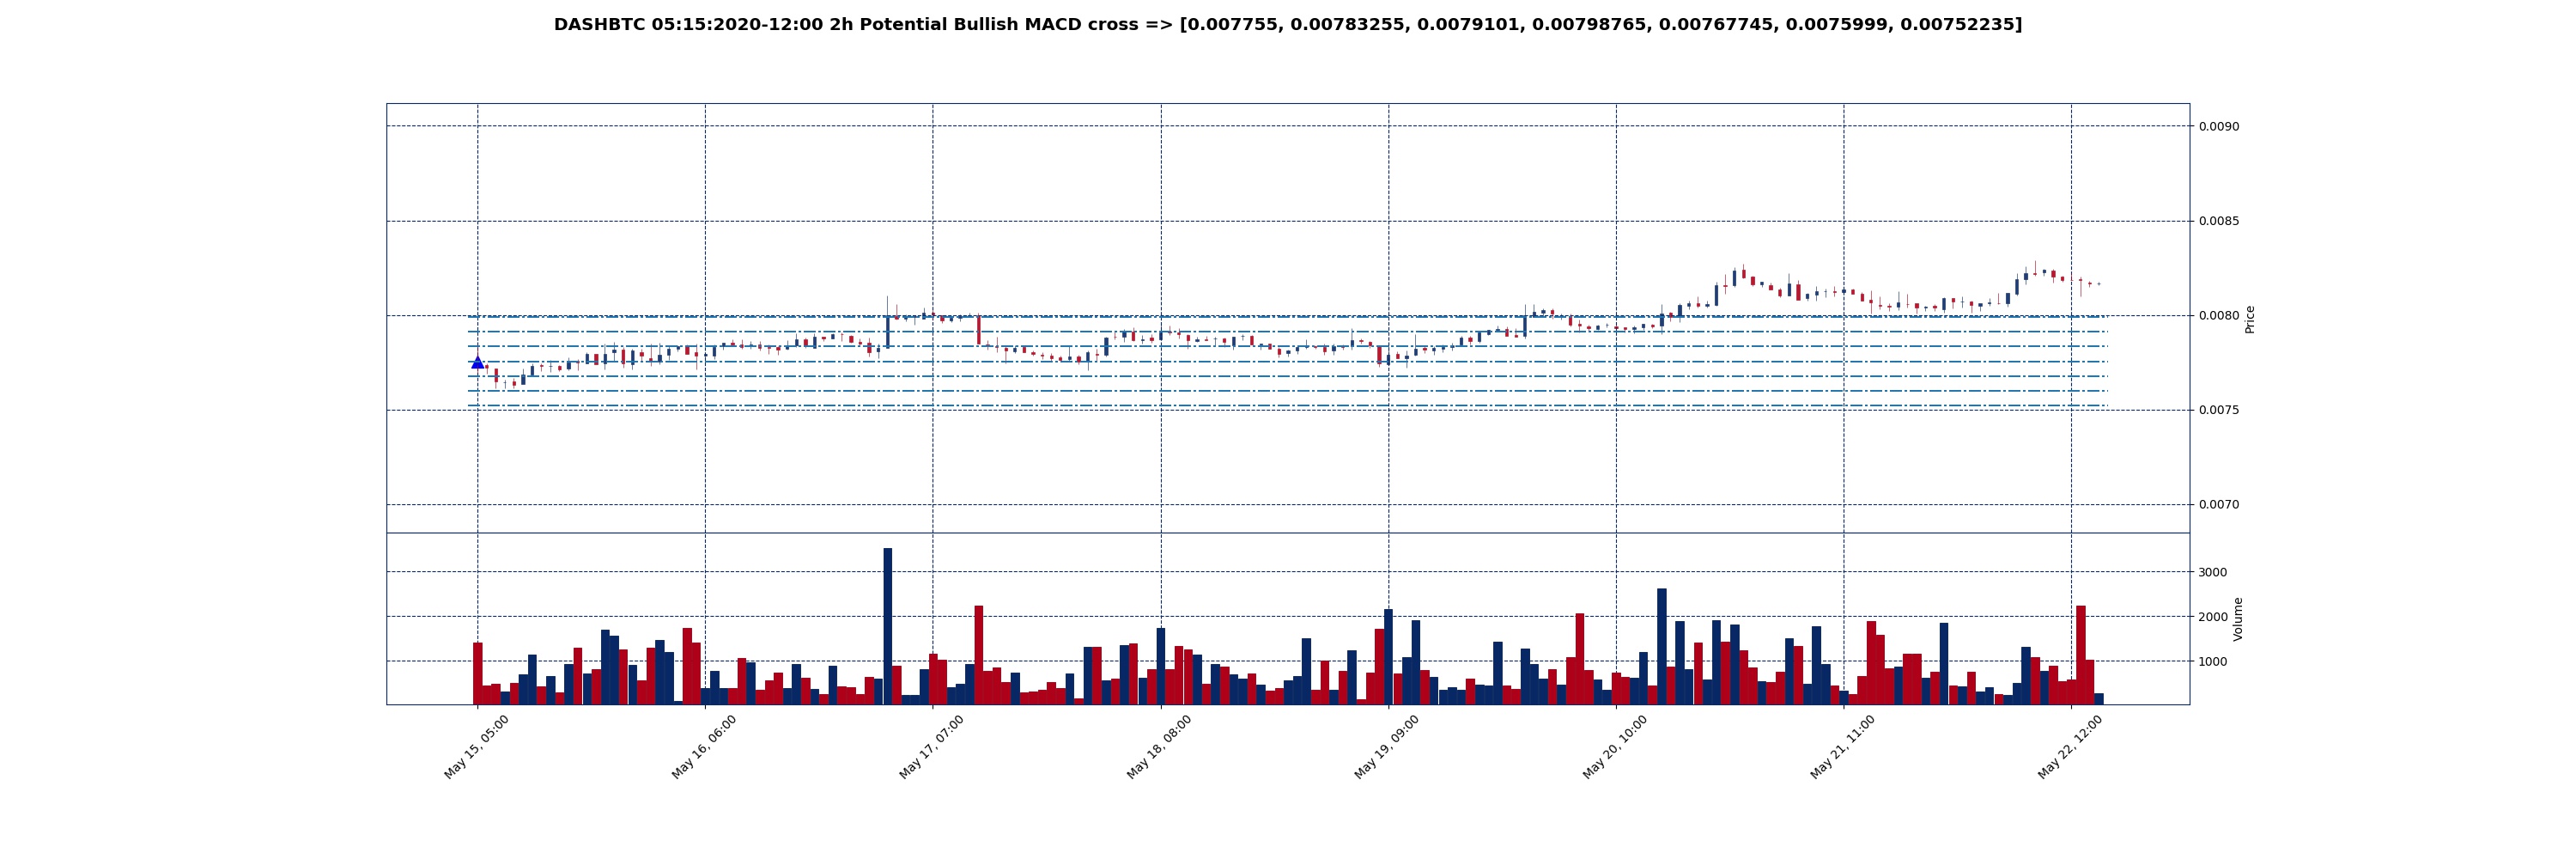 DASHBTC 05:15:2020-12:00 2h Potential Bullish MACD cross => [0.007755, 0.00783255, 0.0079101, 0.00798765, 0.00767745, 0.0075999, 0.00752235]
0.0090
0.0085
0.0080
0.0075
0.0070
Price
3000
2000
1000
Volume
May 15, 05:00
May 16, 06:00
May 17, 07:00
May 18, 08:00
May 19, 09:00
May 20, 10:00
May 21, 11:00
May 22, 12:00